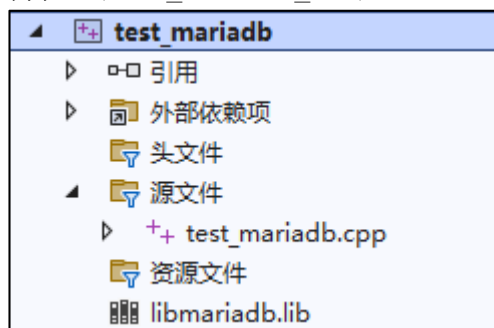 test_mariadb
引用
外部依赖项
头文件
源文件
test_mariadb.cpp
资源文件
libmariadb.lib